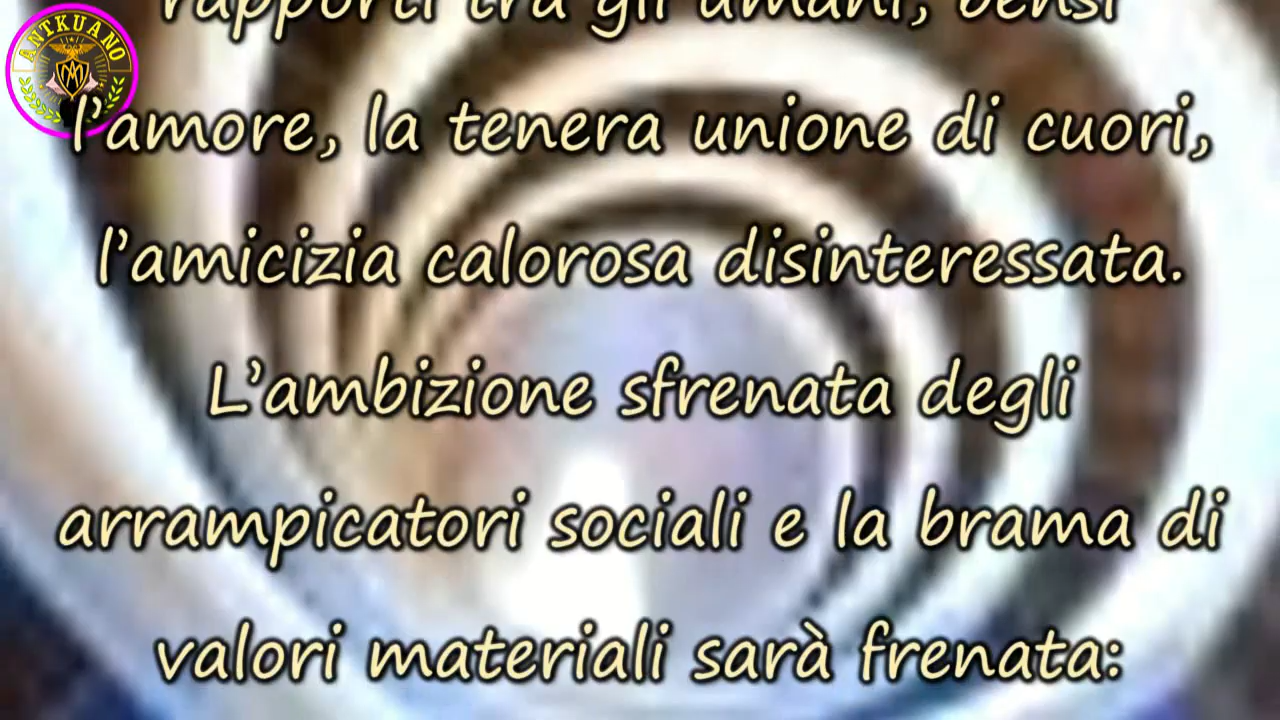 ANTKUANO
rapporti tra gli umani, bensì
l'amore, la tenera unione di cuori,
l'amicizia calorosa disinteressata.
L'ambizione sfrenata degli
arrampicatori sociali e la brama di
valori materiali sarà frenata: